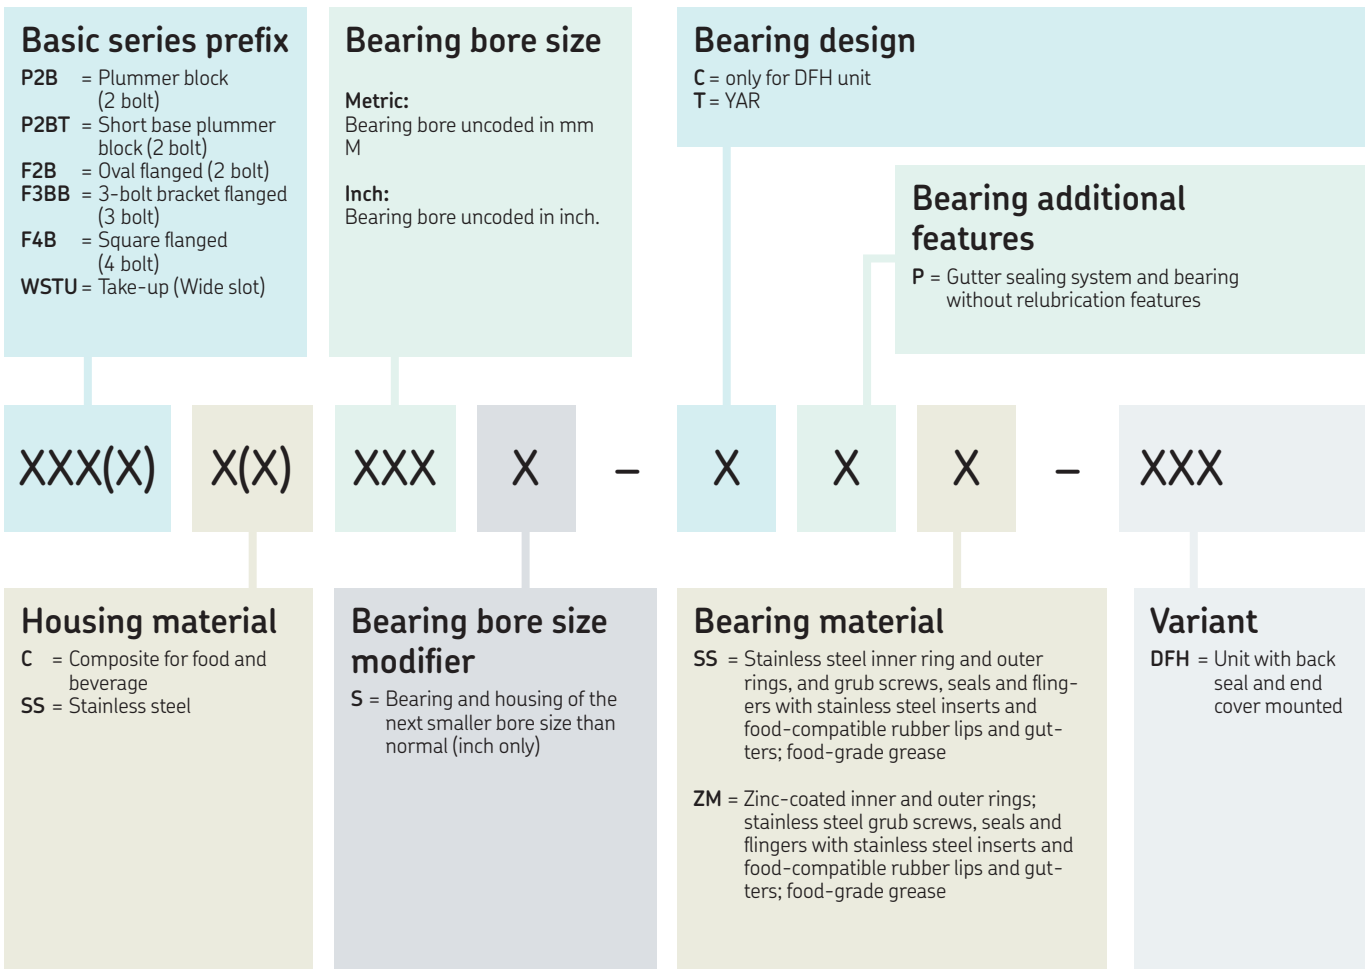 Basic series prefix
P2B = Plummer block
(2 bolt)
P2BT = Short base plummer
block (2 bolt)
F2B = Oval flanged (2 bolt)
F3BB = 3-bolt bracket flanged
(3 bolt)
F4B = Square flanged
(4 bolt)
WSTU = Take-up (Wide slot)
Bearing bore size
Metric:
Bearing bore uncoded in mm
M
Inch:
Bearing bore uncoded in inch.
Bearing design
C = only for DFH unit
T = YAR
Bearing additional
features
P = Gutter sealing system and bearing
without relubrication features
XXX(X) X(X) XXX X – X X X – XXX
Housing material
C = Composite for food and
beverage
SS = Stainless steel
Bearing bore size
modifier
S = Bearing and housing of the
next smaller bore size than
normal (inch only)
Bearing material
SS = Stainless steel inner ring and outer
rings, and grub screws, seals and fling-
ers with stainless steel inserts and
food-compatible rubber lips and gut-
ters; food-grade grease
ZM = Zinc-coated inner and outer rings;
stainless steel grub screws, seals and
flingers with stainless steel inserts and
food-compatible rubber lips and gut-
ters; food-grade grease
Variant
DFH = Unit with back
seal and end
cover mounted